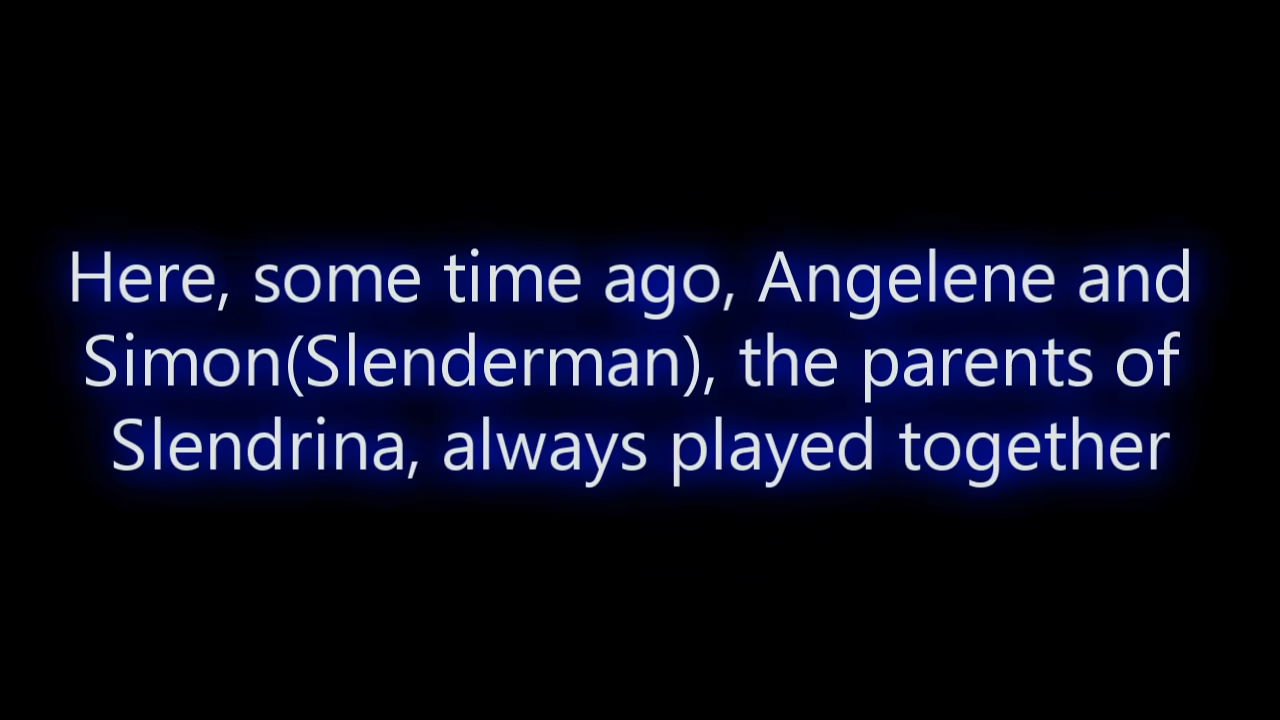 Here, some time ago, Angelene and
Simon(Slenderman), the parents of
Slendrina, always played together